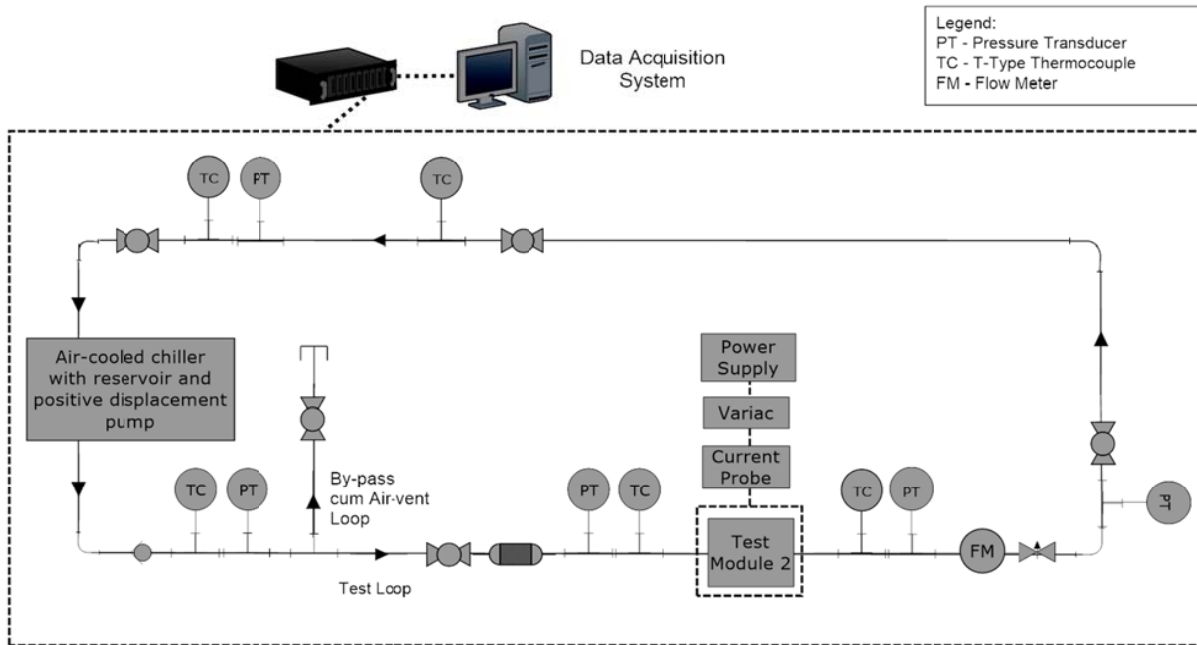 Legend:
PT - Pressure Transducer
TC - T-Type Thermocouple
FM - Flow Meter
Data Acquisition
System
TC
PT
TC
Air-cooled chiller
with reservoir and
positive displacement
pump
Power
Supply
Variac
Current
Probe
By-pass
cum Air-vent
Loop
TC
PT
PT
TC
TC
PT
PT
Test
Module 2
FM
Test Loop